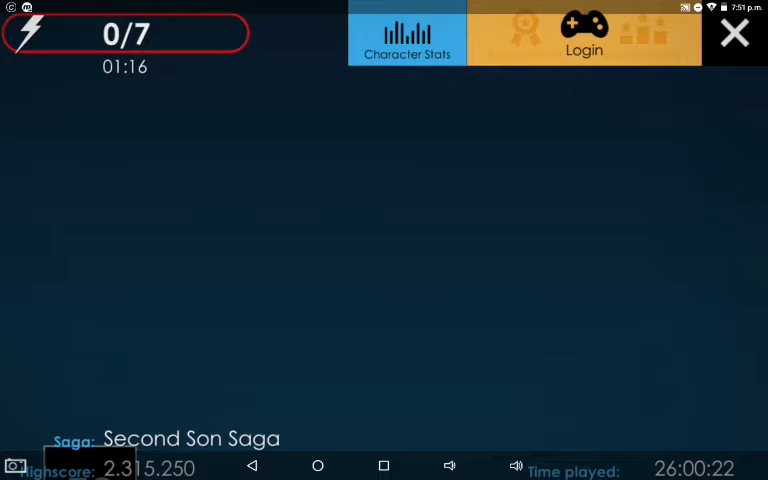 7:51 p.m.
0/7
01:16
Character Stats
Login
Saga: Second Son Saga
Highscore: 2.315.250
Time played: 26:00:22